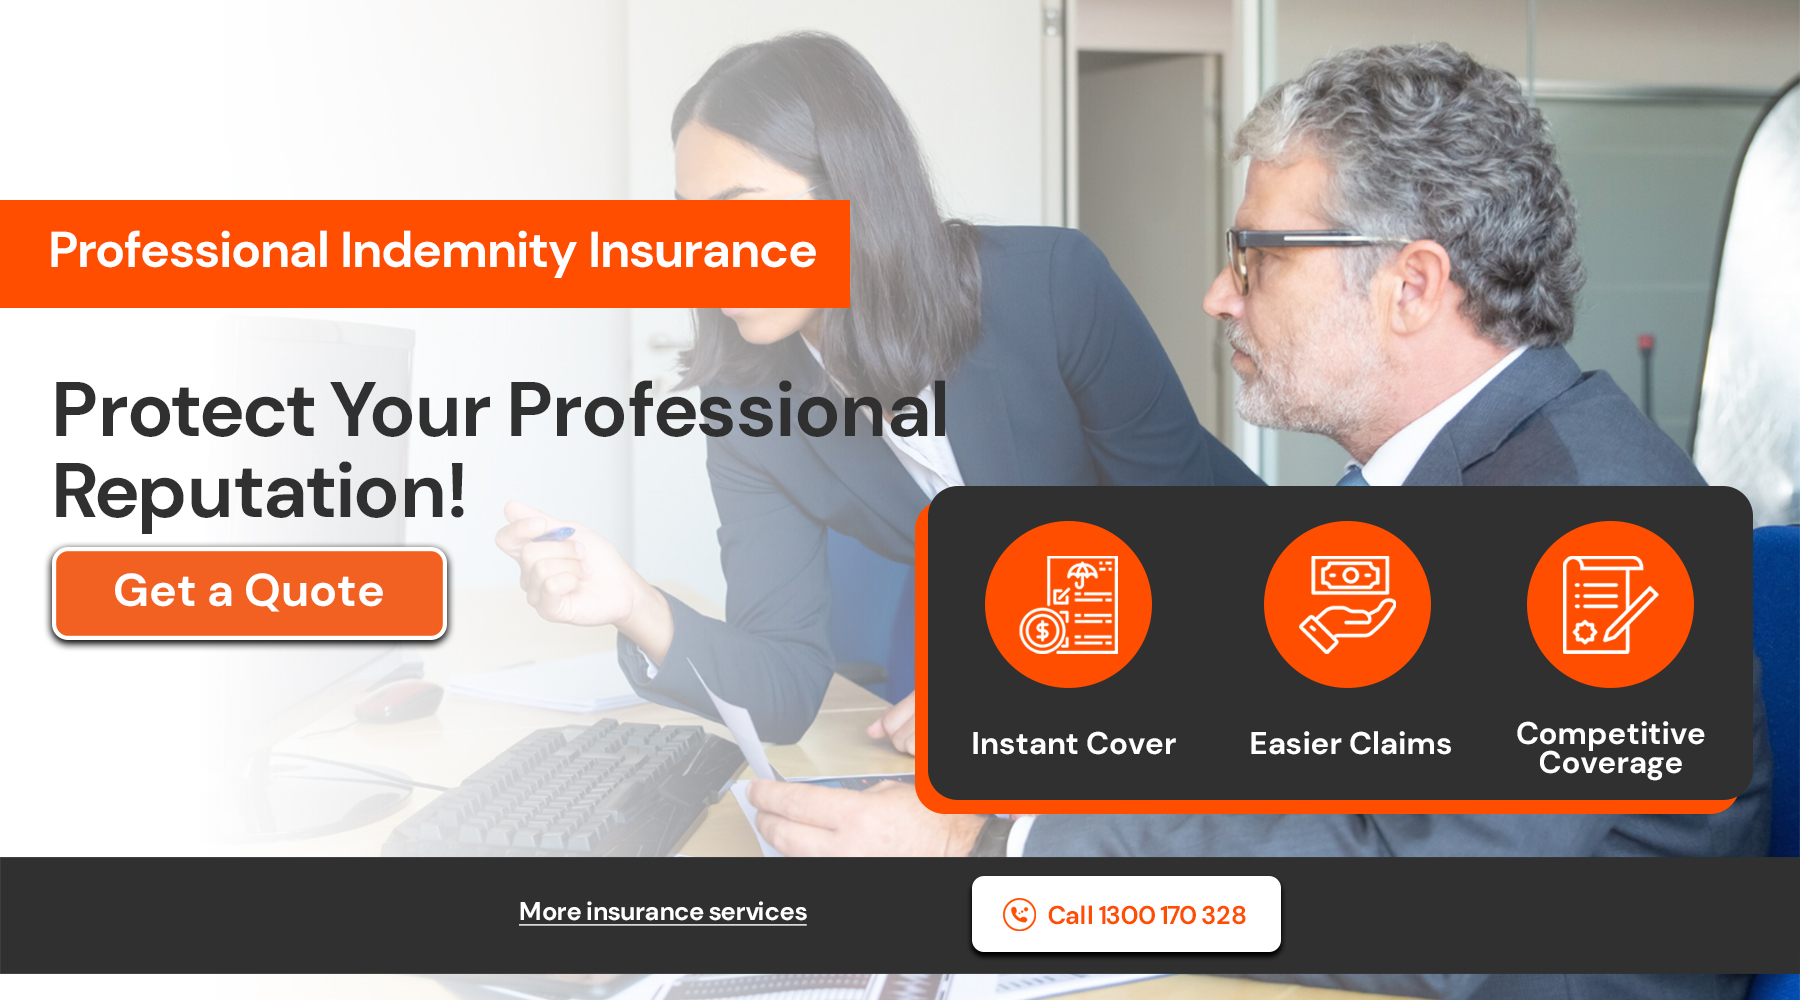 Professional Indemnity Insurance
Protect Your Professional
Reputation!
Get a Quote
$
Instant Cover
Easier Claims
Competitive
Coverage
More insurance services
Call 1300 170 328